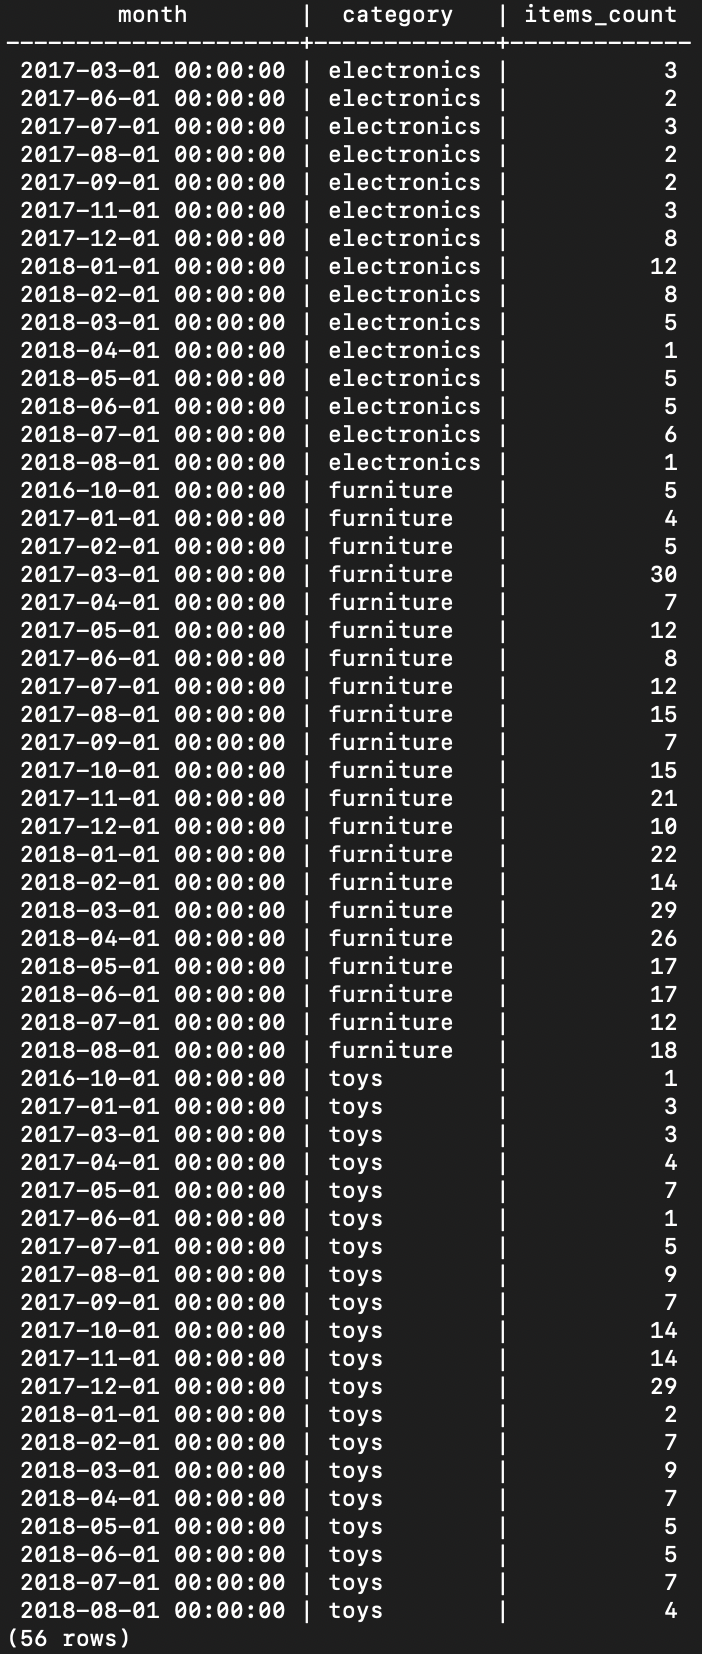 month | category | items_count
---------------------+-------------+-------------
2017-03-01 00:00:00 | electronics | 3
2017-06-01 00:00:00 | electronics | 2
2017-07-01 00:00:00 | electronics | 3
2017-08-01 00:00:00 | electronics | 2
2017-09-01 00:00:00 | electronics | 2
2017-11-01 00:00:00 | electronics | 3
2017-12-01 00:00:00 | electronics | 8
2018-01-01 00:00:00 | electronics | 12
2018-02-01 00:00:00 | electronics | 8
2018-03-01 00:00:00 | electronics | 5
2018-04-01 00:00:00 | electronics | 1
2018-05-01 00:00:00 | electronics | 5
2018-06-01 00:00:00 | electronics | 5
2018-07-01 00:00:00 | electronics | 6
2018-08-01 00:00:00 | electronics | 1
2016-10-01 00:00:00 | furniture | 5
2017-01-01 00:00:00 | furniture | 4
2017-02-01 00:00:00 | furniture | 5
2017-03-01 00:00:00 | furniture | 30
2017-04-01 00:00:00 | furniture | 7
2017-05-01 00:00:00 | furniture | 12
2017-06-01 00:00:00 | furniture | 8
2017-07-01 00:00:00 | furniture | 12
2017-08-01 00:00:00 | furniture | 15
2017-09-01 00:00:00 | furniture | 7
2017-10-01 00:00:00 | furniture | 15
2017-11-01 00:00:00 | furniture | 21
2017-12-01 00:00:00 | furniture | 10
2018-01-01 00:00:00 | furniture | 22
2018-02-01 00:00:00 | furniture | 14
2018-03-01 00:00:00 | furniture | 29
2018-04-01 00:00:00 | furniture | 26
2018-05-01 00:00:00 | furniture | 17
2018-06-01 00:00:00 | furniture | 17
2018-07-01 00:00:00 | furniture | 12
2018-08-01 00:00:00 | furniture | 18
2016-10-01 00:00:00 | toys | 1
2017-01-01 00:00:00 | toys | 3
2017-03-01 00:00:00 | toys | 3
2017-04-01 00:00:00 | toys | 4
2017-05-01 00:00:00 | toys | 7
2017-06-01 00:00:00 | toys | 1
2017-07-01 00:00:00 | toys | 5
2017-08-01 00:00:00 | toys | 9
2017-09-01 00:00:00 | toys | 7
2017-10-01 00:00:00 | toys | 14
2017-11-01 00:00:00 | toys | 14
2017-12-01 00:00:00 | toys | 29
2018-01-01 00:00:00 | toys | 2
2018-02-01 00:00:00 | toys | 7
2018-03-01 00:00:00 | toys | 9
2018-04-01 00:00:00 | toys | 7
2018-05-01 00:00:00 | toys | 5
2018-06-01 00:00:00 | toys | 5
2018-07-01 00:00:00 | toys | 7
2018-08-01 00:00:00 | toys | 4
(56 rows)